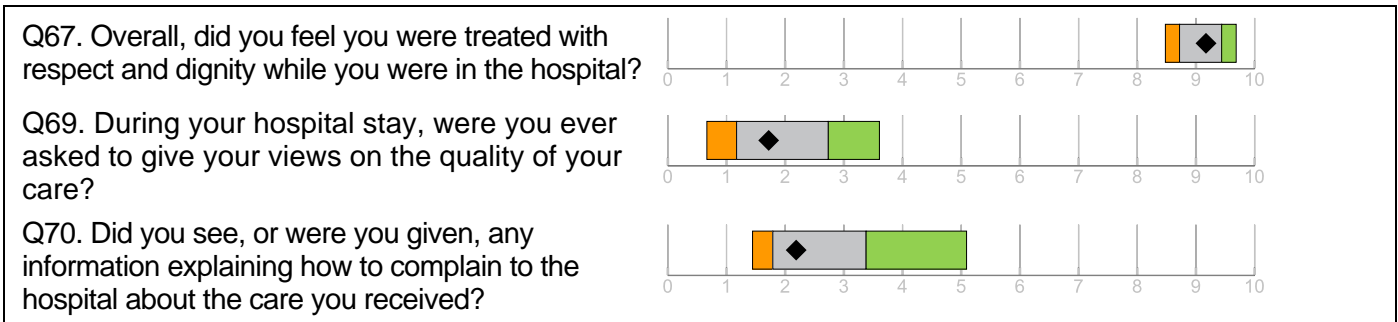 Q67. Overall, did you feel you were treated with
respect and dignity while you were in the hospital?
0 1 2 3 4 5 6 7 8 9 10
Q69. During your hospital stay, were you ever
asked to give your views on the quality of your
care?
0 1 2 3 4 5 6 7 8 9 10
Q70. Did you see, or were you given, any
information explaining how to complain to the
hospital about the care you received?
0 1 2 3 4 5 6 7 8 9 10